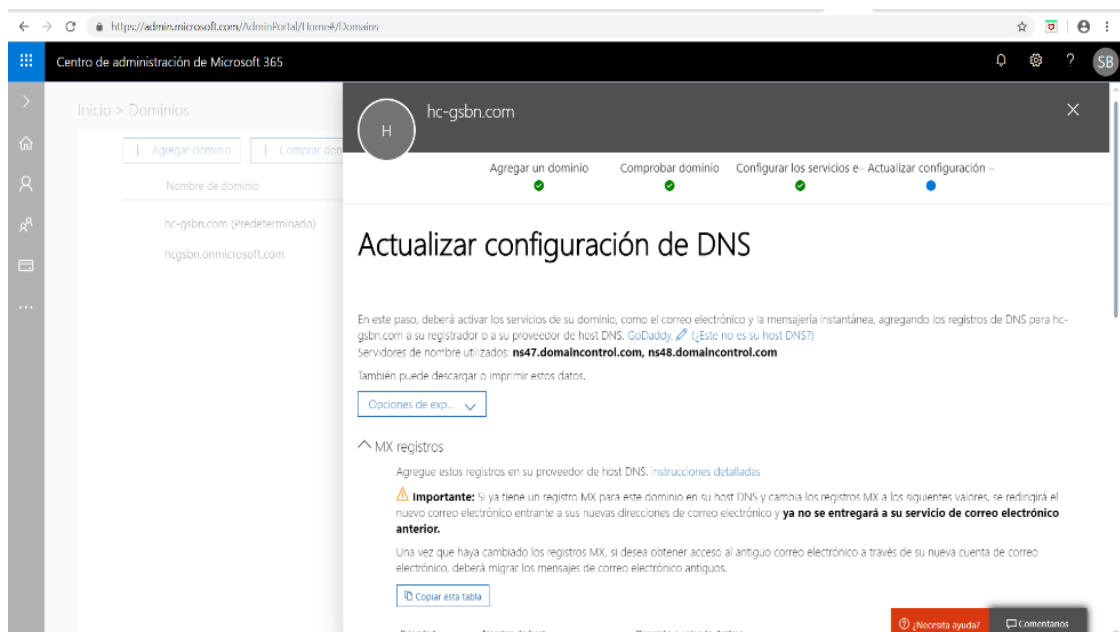 https://admin.microsoft.com/AdminPortal/Home#/Domains
Centro de administración de Microsoft 365
SB
Inicio > Dominios
H
hc-gsbn.com
Agregar dominio
Comprar dom
Agregar un dominio
Comprobar dominio
Configurar los servicios e··
Actualizar configuración ··
Nombre de dominio
hc-gsbn.com (Predeterminado)
hcgsbn.onmicrosoft.com
Actualizar configuración de DNS
En este paso, deberá activar los servicios de su dominio, como el correo electrónico y la mensajería instantánea, agregando los registros de DNS para hc-
gsbn.com a su registrador o a su proveedor de host DNS. GoDaddy. (¿Este no es su host DNS?)
Servidores de nombre utilizados: ns47.domaincontrol.com, ns48.domaincontrol.com
También puede descargar o imprimir estos datos.
Opciones de exp...
MX registros
Agregue estos registros en su proveedor de host DNS. instrucciones detalladas
Importante: Si ya tiene un registro MX para este dominio en su host DNS y cambia los registros MX a los siguientes valores, se redirigirá el
nuevo correo electrónico entrante a sus nuevas direcciones de correo electrónico y ya no se entregará a su servicio de correo electrónico
anterior.
Una vez que haya cambiado los registros MX, si desea obtener acceso al antiguo correo electrónico a través de su nueva cuenta de correo
electrónico, deberá migrar los mensajes de correo electrónico antiguos.
Copiar esta tabla
¿Necesita ayuda?
Comentarios